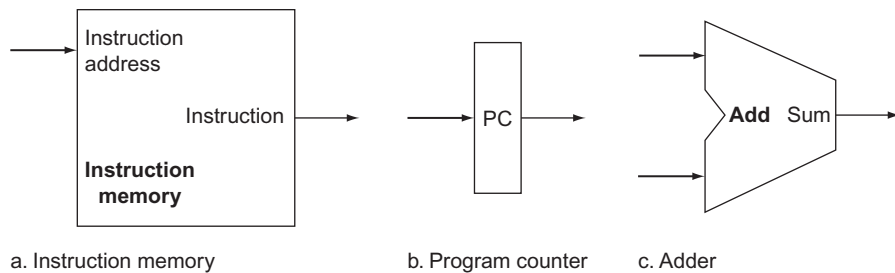 Instruction
address
Instruction
Instruction
memory
PC
Add Sum
a. Instruction memory
b. Program counter
c. Adder